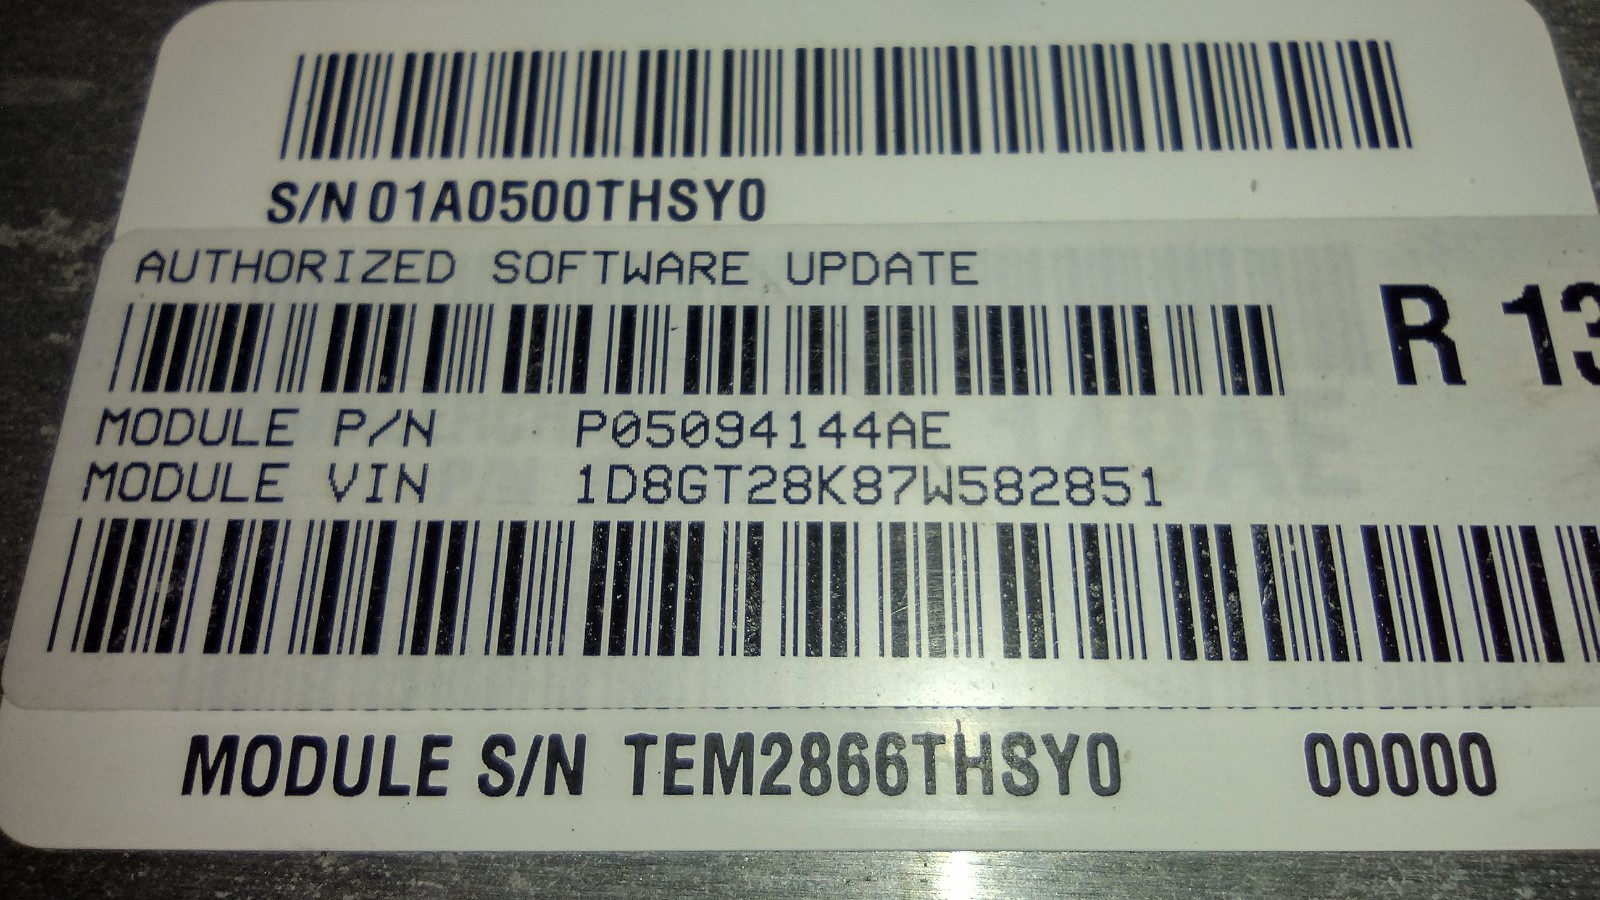 S/N 01A0500THSY0
AUTHORIZED SOFTWARE UPDATE
R 13
MODULE P/N P05094144AE
MODULE VIN 1D8GT28K87W582851
MODULE S/N TEM2866THSY0 00000